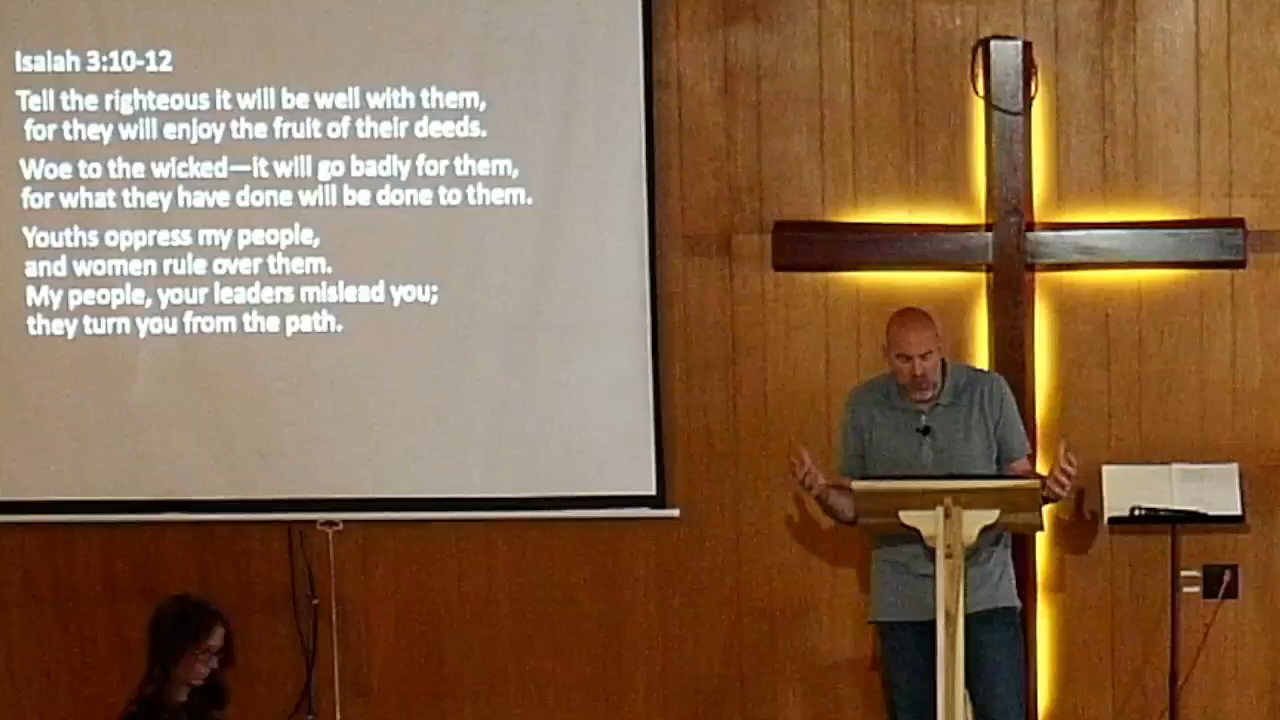 Isaiah 3:10-12
Tell the righteous it will be well with them,
for they will enjoy the fruit of their deeds.
Woe to the wicked—it will go badly for them,
for what they have done will be done to them.
Youths oppress my people,
and women rule over them.
My people, your leaders mislead you;
they turn you from the path.